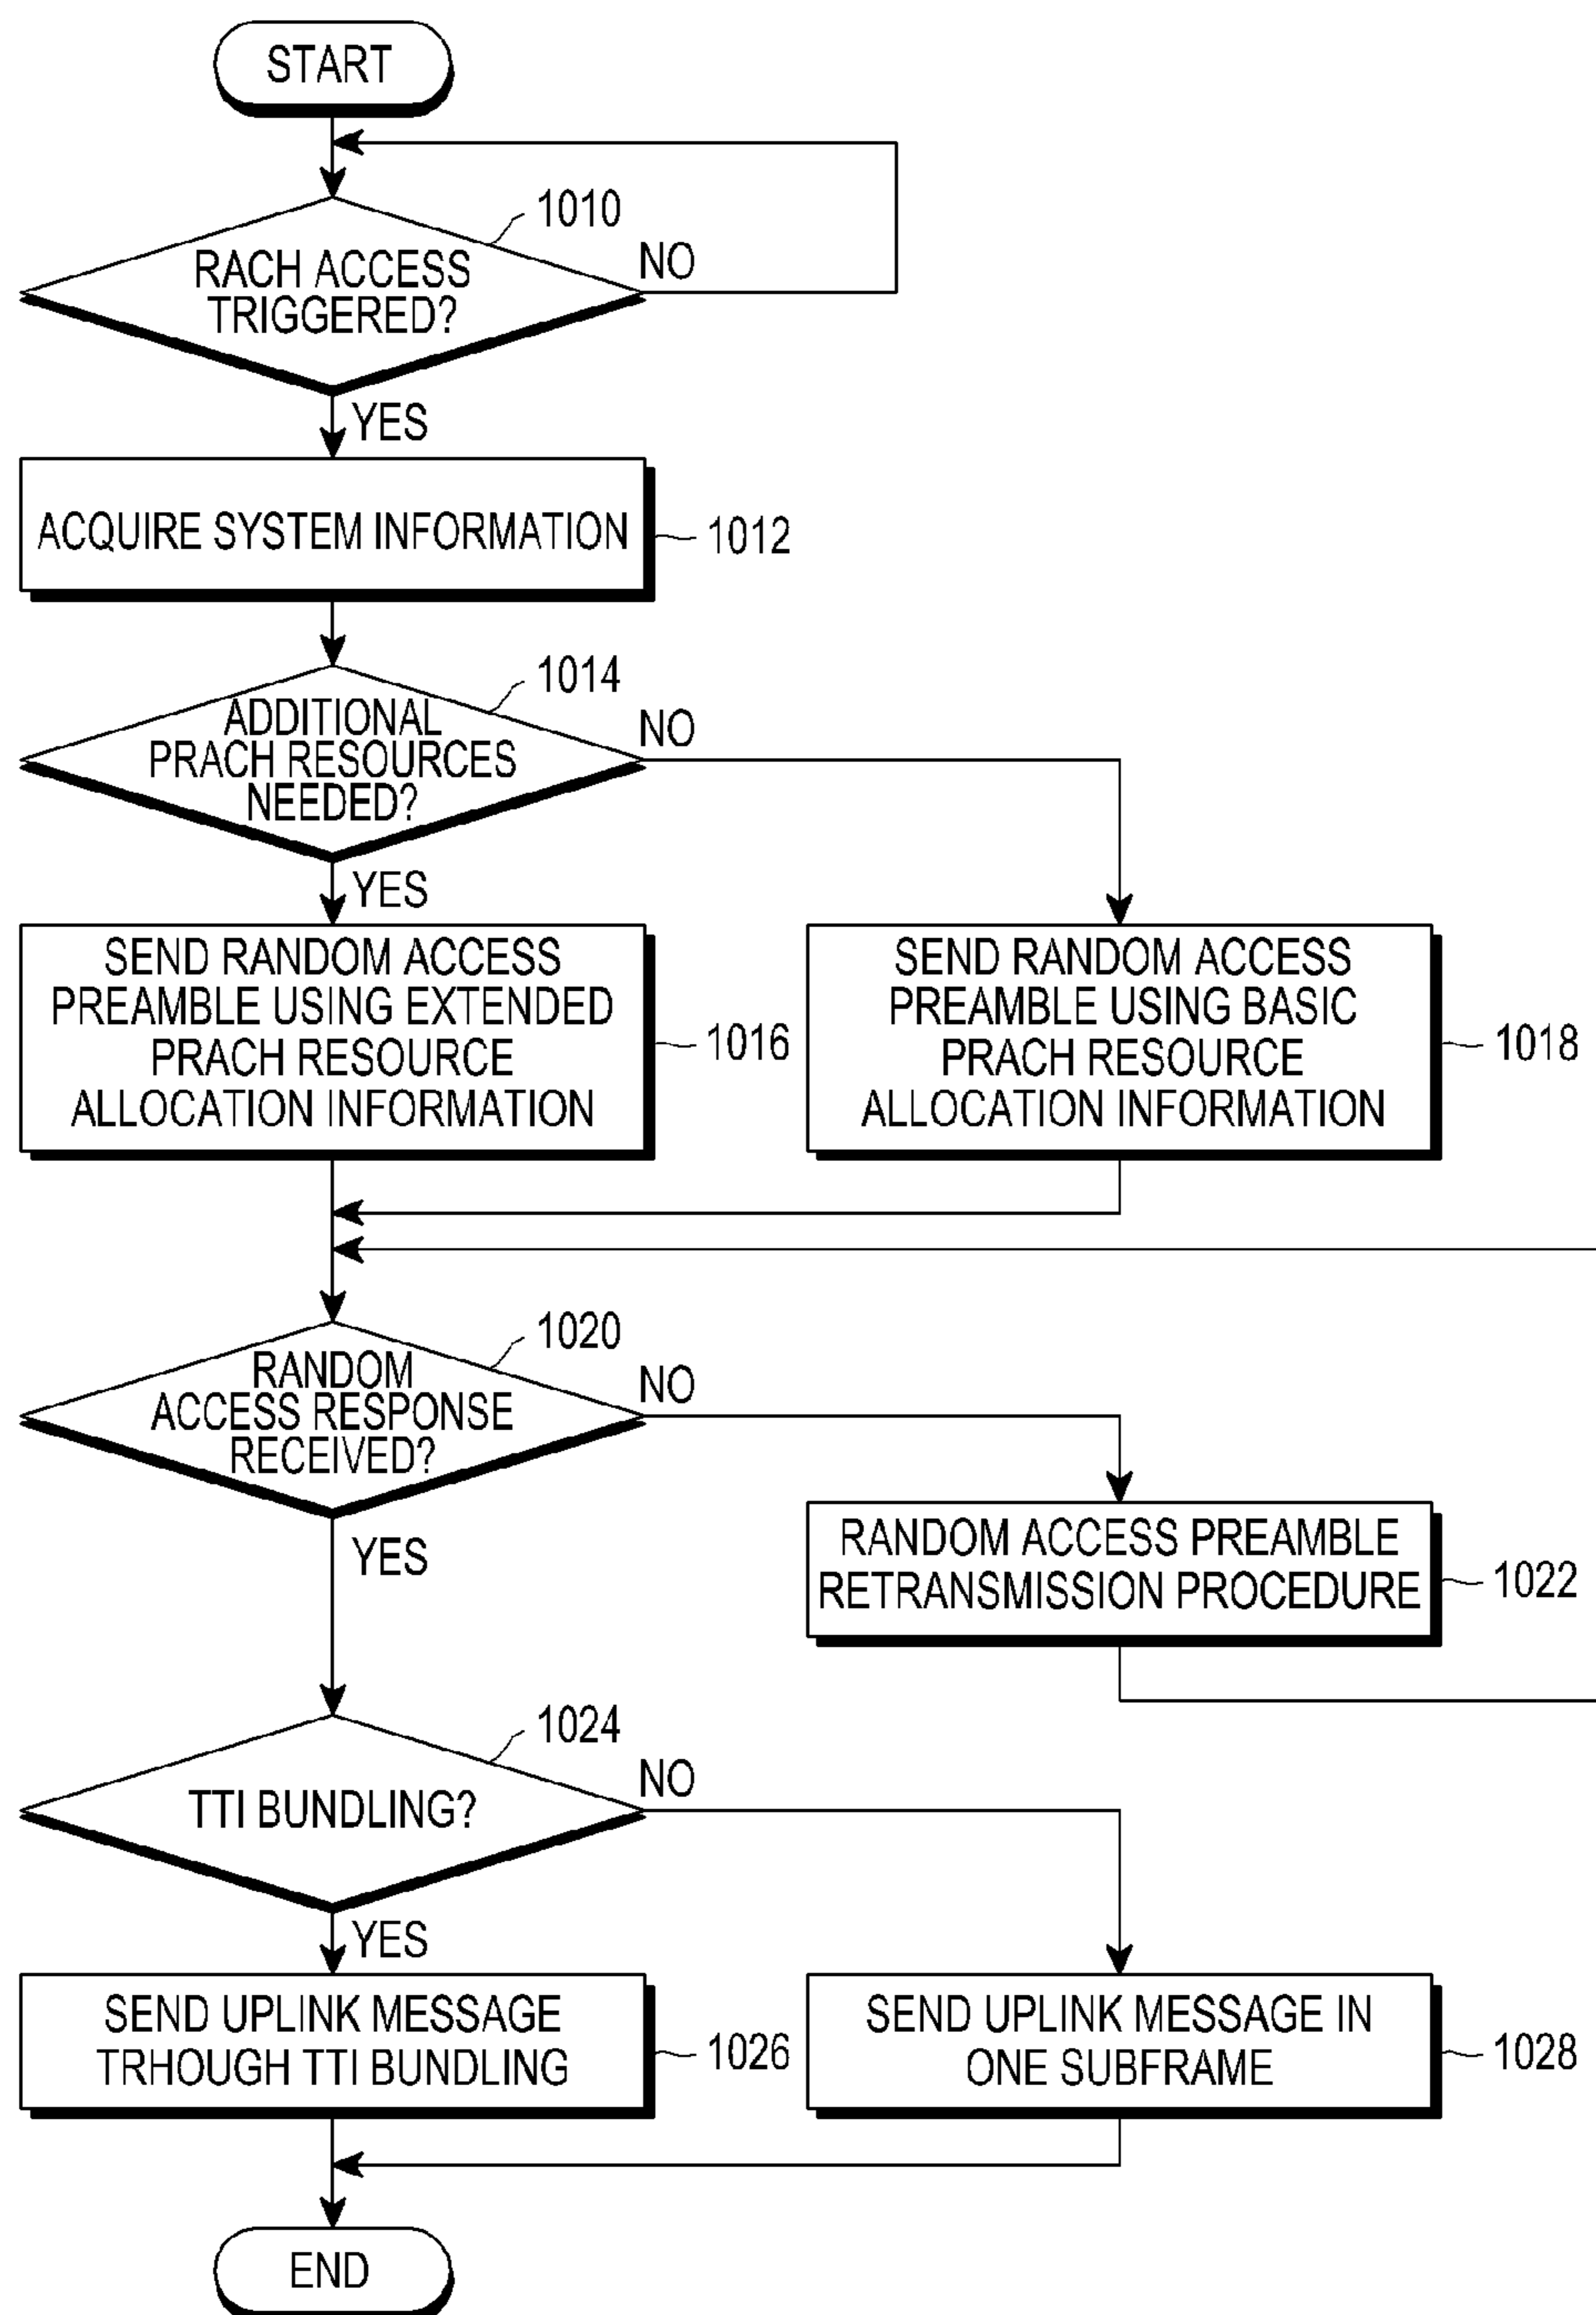 START
1010
RACH ACCESS
TRIGGERED?
NO
YES
ACQUIRE SYSTEM INFORMATION
1012
1014
ADDITIONAL
PRACH RESOURCES
NEEDED?
NO
YES
SEND RANDOM ACCESS
PREAMBLE USING EXTENDED
PRACH RESOURCE
ALLOCATION INFORMATION
1016
SEND RANDOM ACCESS
PREAMBLE USING BASIC
PRACH RESOURCE
ALLOCATION INFORMATION
1018
1020
RANDOM
ACCESS RESPONSE
RECEIVED?
NO
YES
RANDOM ACCESS PREAMBLE
RETRANSMISSION PROCEDURE
1022
1024
TTI BUNDLING?
NO
YES
SEND UPLINK MESSAGE
TRHOUGH TTI BUNDLING
1026
SEND UPLINK MESSAGE IN
ONE SUBFRAME
1028
END